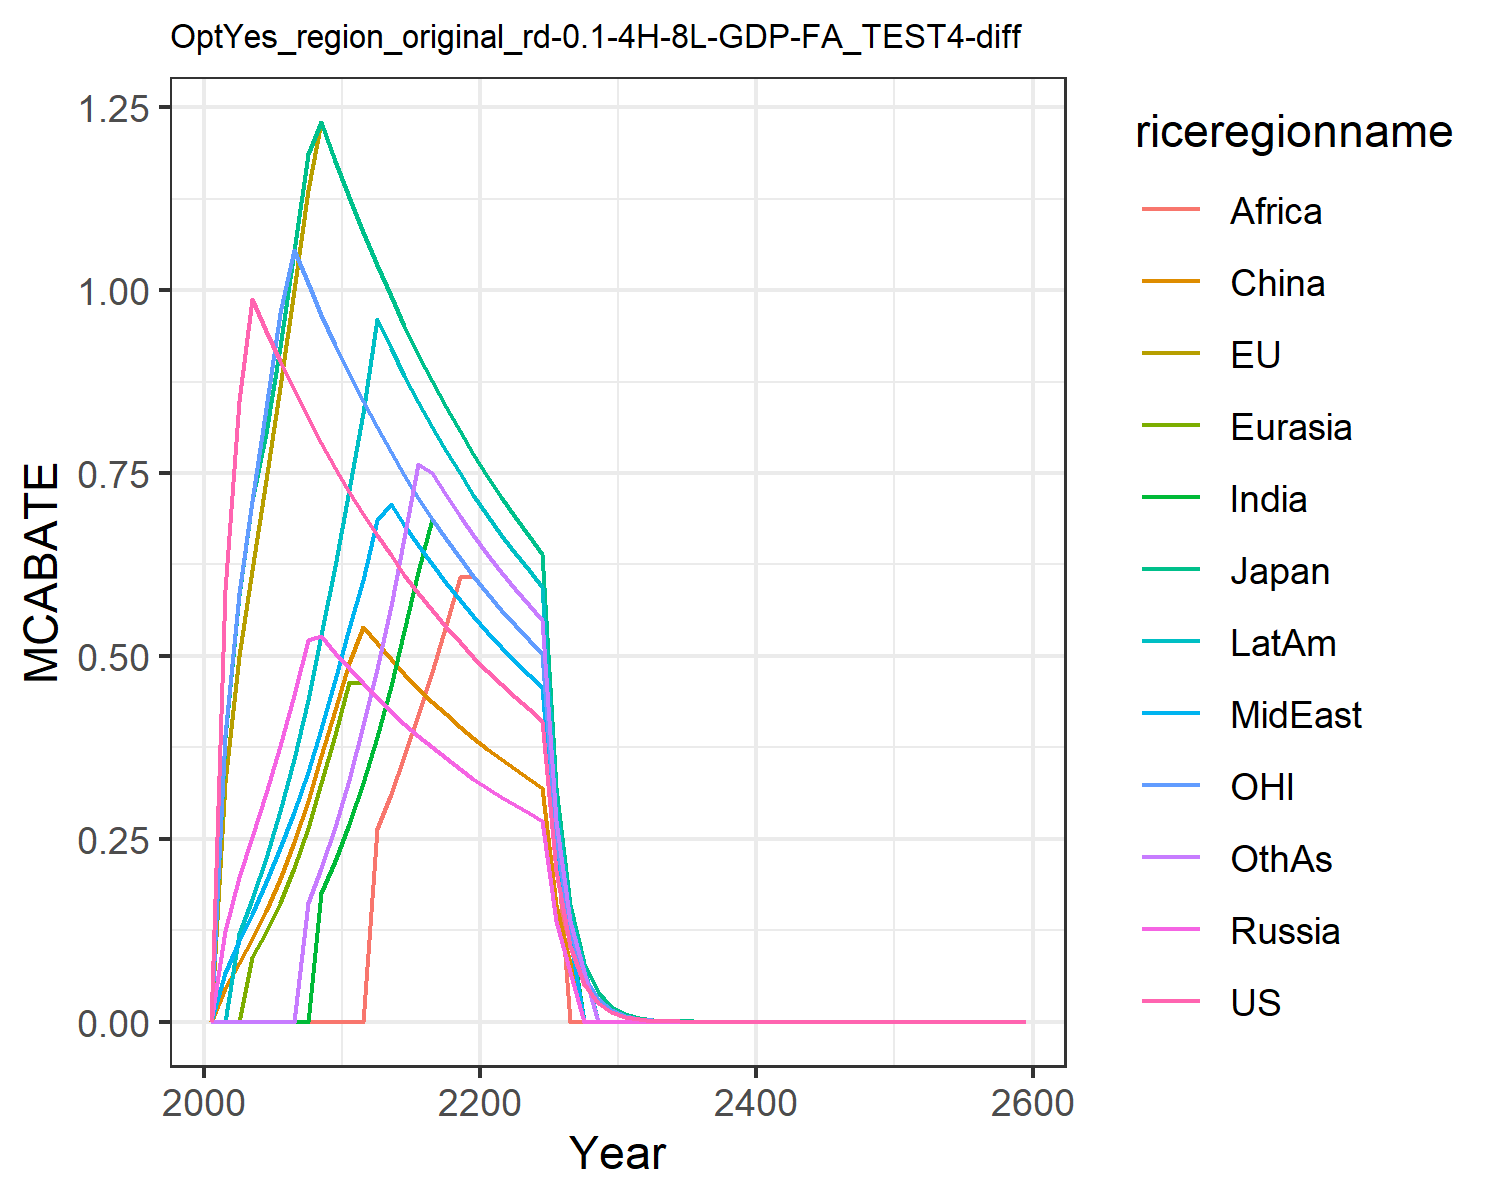 OptYes_region_original_rd-0.1-4H-8L-GDP-FA_TEST4-diff
1.25
1.00
0.75
0.50
0.25
0.00
MCABATE
2000
2200
2400
2600
Year
riceregionname
Africa
China
EU
Eurasia
India
Japan
LatAm
MidEast
OHI
OthAs
Russia
US